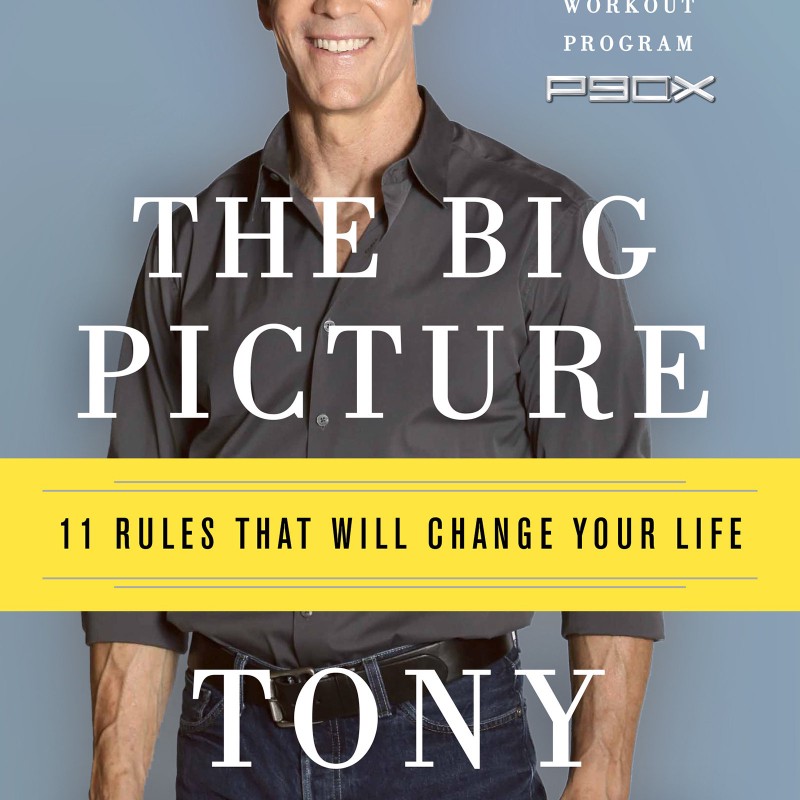 WORKOUT
PROGRAM
P90X
THE BIG
PICTURE
11 RULES THAT WILL CHANGE YOUR LIFE
TONY